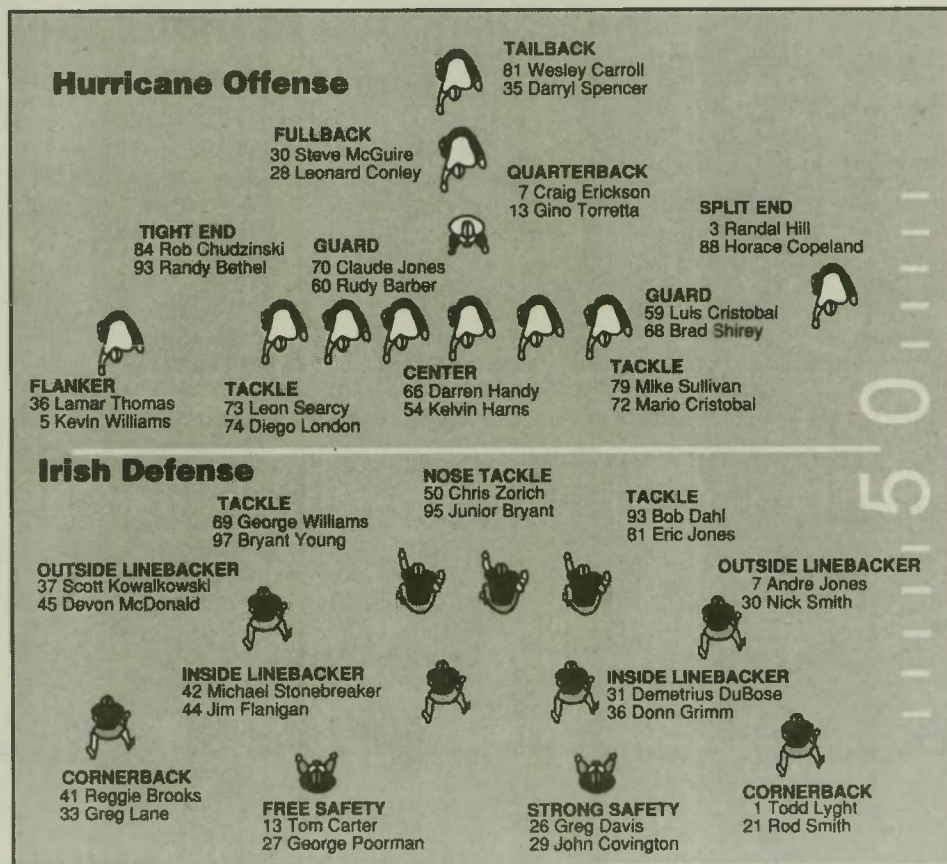 Hurricane Offense
TAILBACK
81 Wesley Carroll
35 Darryl Spencer
FULLBACK
30 Steve McGuire
28 Leonard Conley
QUARTERBACK
7 Craig Erickson
13 Gino Torretta
SPLIT END
3 Randal Hill
88 Horace Copeland
TIGHT END
84 Rob Chudzinski
93 Randy Bethel
GUARD
70 Claude Jones
60 Rudy Barber
GUARD
59 Luis Cristobal
68 Brad Shirey
FLANKER
36 Lamar Thomas
5 Kevin Williams
TACKLE
73 Leon Searcy
74 Diego London
CENTER
66 Darren Handy
54 Kelvin Harns
TACKLE
79 Mike Sullivan
72 Mario Cristobal
50
Irish Defense
TACKLE
69 George Williams
97 Bryant Young
NOSE TACKLE
50 Chris Zorich
95 Junior Bryant
TACKLE
93 Bob Dahl
81 Eric Jones
OUTSIDE LINEBACKER
37 Scott Kowalkowski
45 Devon McDonald
OUTSIDE LINEBACKER
7 Andre Jones
30 Nick Smith
INSIDE LINEBACKER
42 Michael Stonebreaker
44 Jim Flanigan
INSIDE LINEBACKER
31 Demetrius DuBose
36 Donn Grimm
CORNERBACK
41 Reggie Brooks
33 Greg Lane
FREE SAFETY
13 Tom Carter
27 George Poorman
STRONG SAFETY
26 Greg Davis
29 John Covington
CORNERBACK
1 Todd Lyght
21 Rod Smith